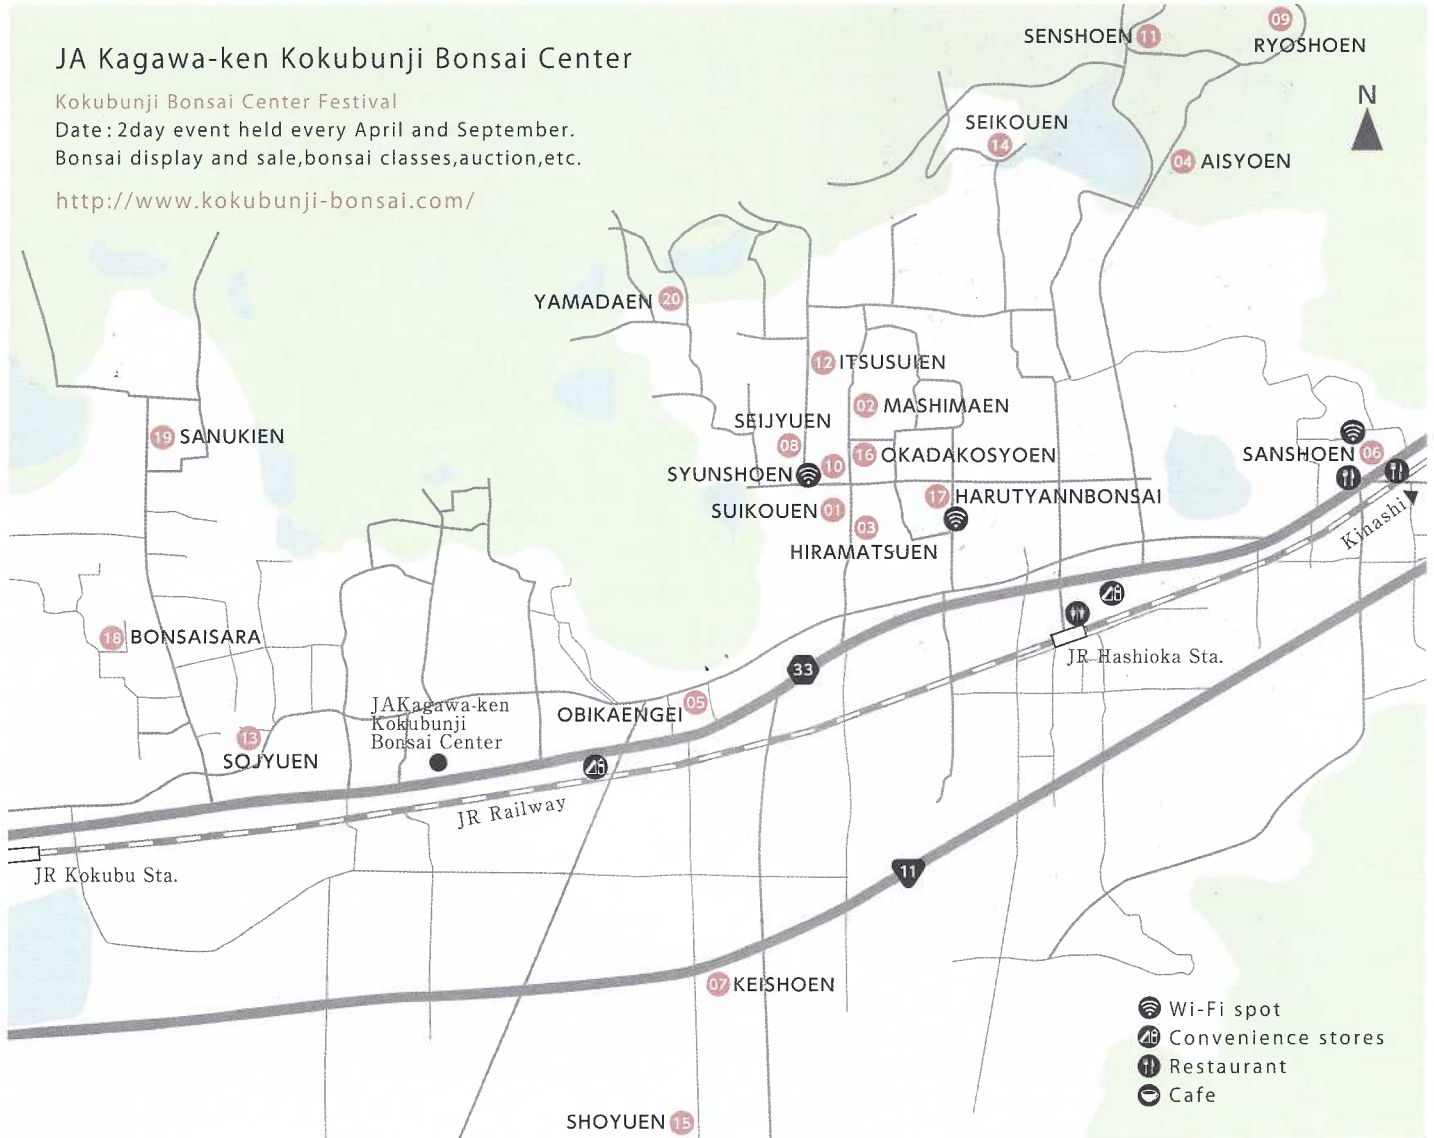 JA Kagawa-ken Kokubunji Bonsai Center
Kokubunji Bonsai Center Festival
Date : 2day event held every April and September.
Bonsai display and sale,bonsai classes,auction,etc.
http://www.kokubunji-bonsai.com/
SENSHOEN 11
09
RYOSHOEN
N
SEIKOUEN
14
04 AISYOEN
YAMADAEN 20
12 ITSUSUIEN
02 MASHIMAEN
SEIJYUEN
08
19 SANUKIEN
16 OKADAKOSYOEN
SANSHOEN 06
SYUNSHOEN 10
17 HARUTYANNBONSAI
SUIKOUEN 01
03
HIRAMATSUEN
Kinashi
18 BONSAISARA
JR Hashioka Sta.
33
JAKagawa-ken
Kokubunji
Bonsai Center
OBIKAENGEI 05
13
SOJYUEN
JR Railway
JR Kokubu Sta.
11
07 KEISHOEN
Wi-Fi spot
Convenience stores
Restaurant
Cafe
SHOYUEN 15